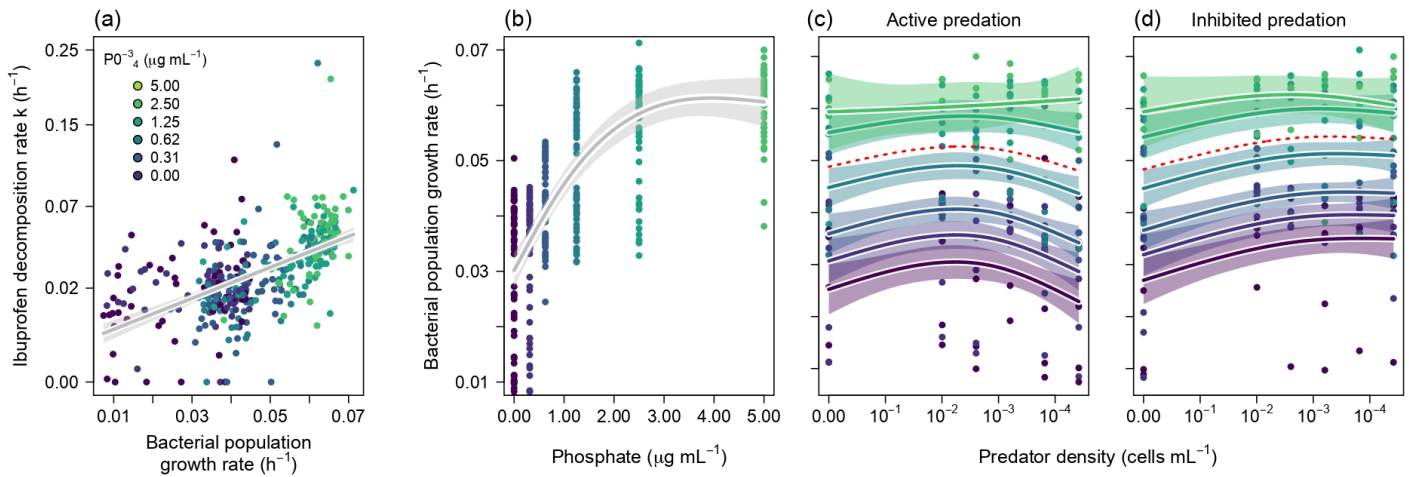 (a)
Ibuprofen decomposition rate k (h⁻¹)
0.25
0.15
0.07
0.02
0.00
P0⁻³₄ (μg mL⁻¹)
5.00
2.50
1.25
0.62
0.31
0.00
0.01
0.03
0.05
0.07
Bacterial population
growth rate (h⁻¹)
(b)
Bacterial population growth rate (h⁻¹)
0.07
0.05
0.03
0.01
0.00
1.00
2.00
3.00
4.00
5.00
Phosphate (μg mL⁻¹)
(c)
Active predation
0.00
10⁻¹
10⁻²
10⁻³
10⁻⁴
(d)
Inhibited predation
0.00
10⁻¹
10⁻²
10⁻³
10⁻⁴
Predator density (cells mL⁻¹)